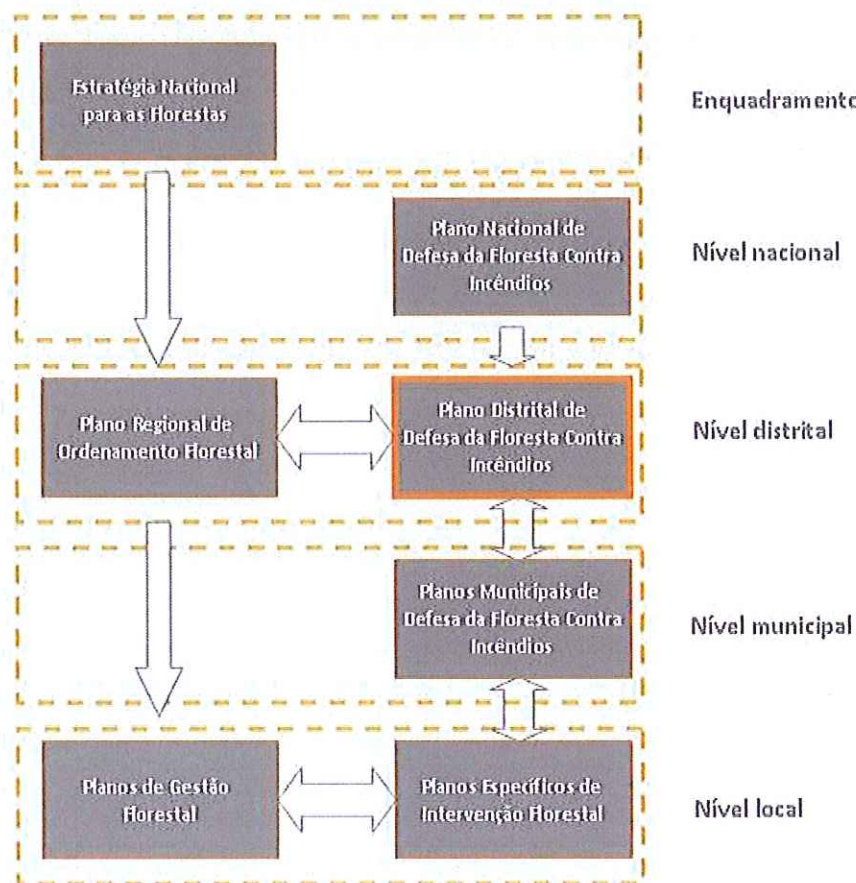 Estratégia Nacional
para as Florestas
Enquadramento
Plano Nacional de
Defesa da Floresta Contra
Incêndios
Nível nacional
Plano Regional de
Ordenamento Florestal
Plano Distrital de
Defesa da Floresta Contra
Incêndios
Nível distrital
Planos Municipais de
Defesa da Floresta Contra
Incêndios
Nível municipal
Planos de Gestão
Florestal
Planos Específicos de
Intervenção Florestal
Nível local